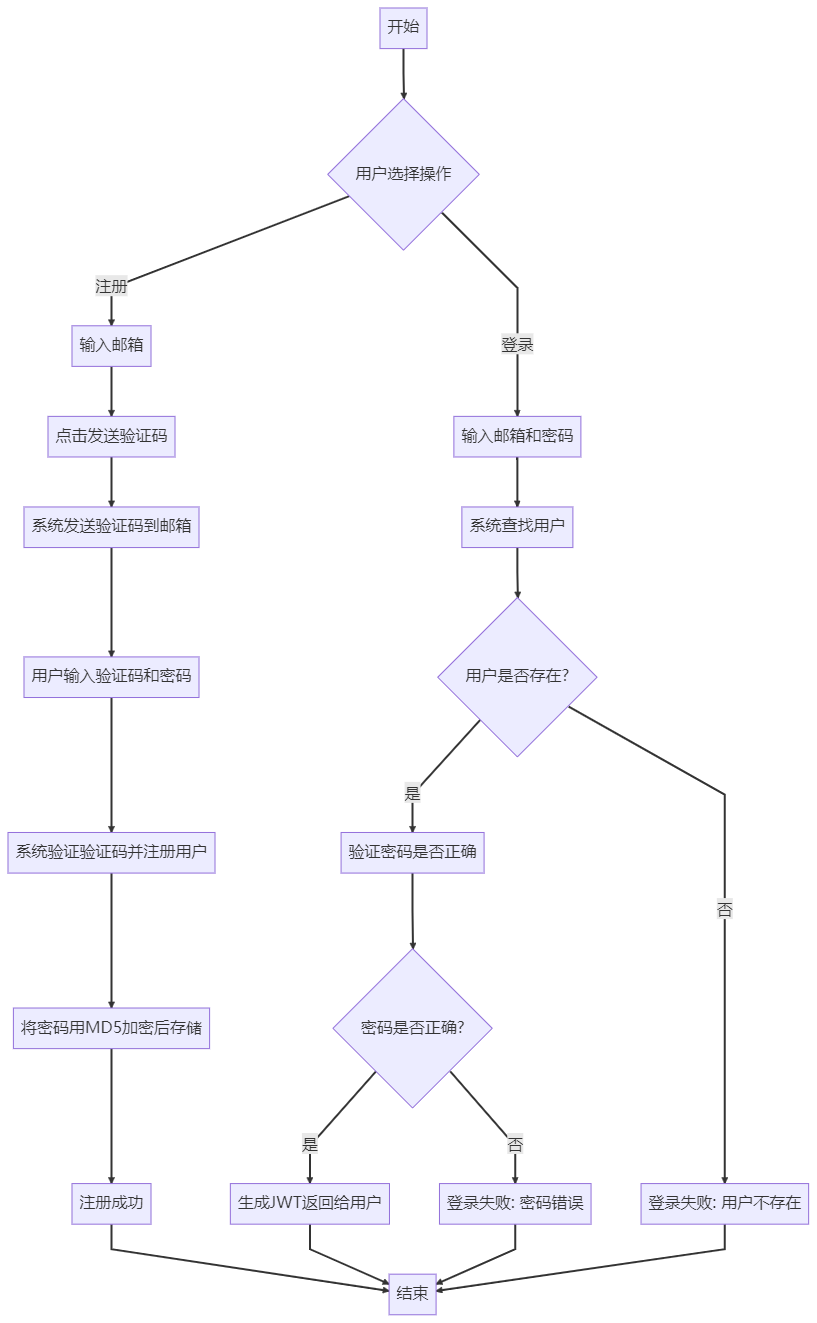 开始
用户选择操作
注册
登录
输入邮箱
点击发送验证码
输入邮箱和密码
系统发送验证码到邮箱
系统查找用户
用户输入验证码和密码
用户是否存在?
是
系统验证验证码并注册用户
验证密码是否正确
否
将密码用MD5加密后存储
密码是否正确?
是
否
注册成功
生成JWT返回给用户
登录失败: 密码错误
登录失败: 用户不存在
结束